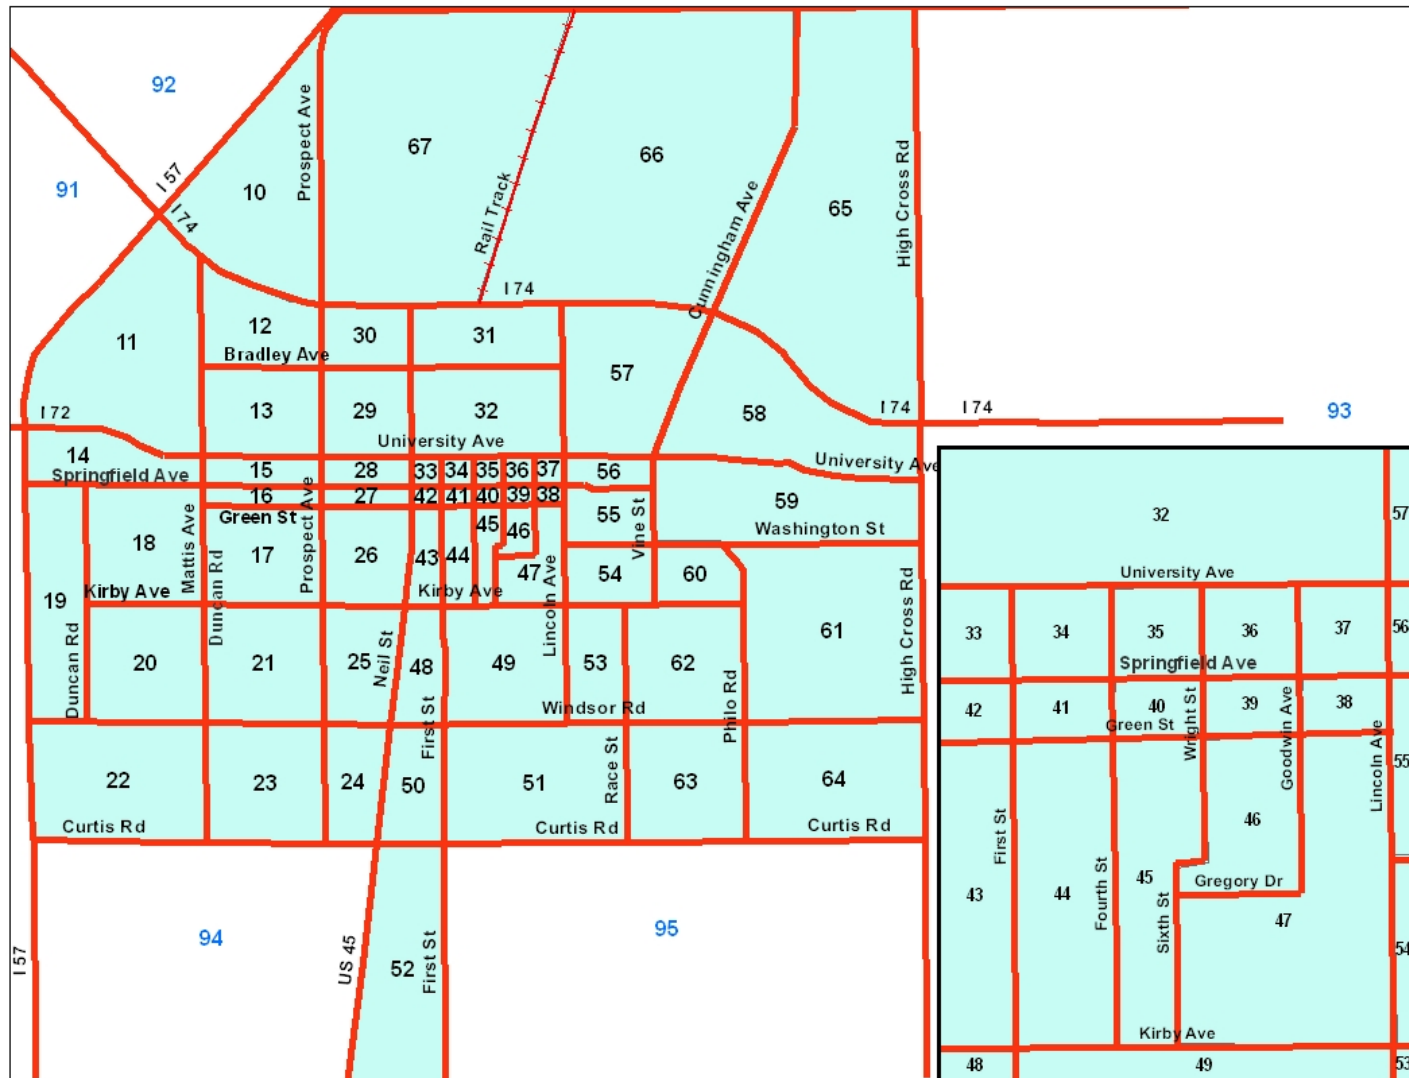 92
67
Prospect Ave
66
91
I 57
10
Rail Track
65
High Cross Rd
I 74
Cunningham Ave
I 74
11
12
30
31
Bradley Ave
57
I 72
13
29
32
58
I 74
I 74
93
University Ave
14
Springfield Ave
15
28
33
34
35
36
37
56
University Ave
16
27
42
41
40
39
38
59
Green St
Prospect Ave
Mattis Ave
18
17
26
45
46
55
Vine St
Washington St
43
44
47
54
60
19
Kirby Ave
Duncan Rd
Kirby Ave
Lincoln Ave
High Cross Rd
61
Duncan Rd
20
21
25
Neil St
48
49
53
62
Philo Rd
Windsor Rd
First St
22
23
24
50
51
Race St
63
64
Curtis Rd
Curtis Rd
Curtis Rd
94
95
I 57
US 45
52
First St
32
57
University Ave
33
34
35
36
37
56
Springfield Ave
42
41
40
39
38
Green St
Wright St
Goodwin Ave
Lincoln Ave
55
First St
46
43
44
Fourth St
45
Sixth St
Gregory Dr
47
54
Kirby Ave
48
49
53